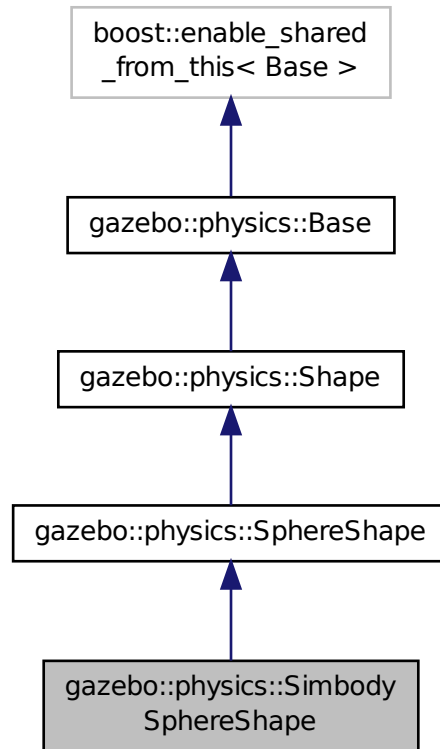 boost::enable_shared
_from_this< Base >
gazebo::physics::Base
gazebo::physics::Shape
gazebo::physics::SphereShape
gazebo::physics::Simbody
SphereShape